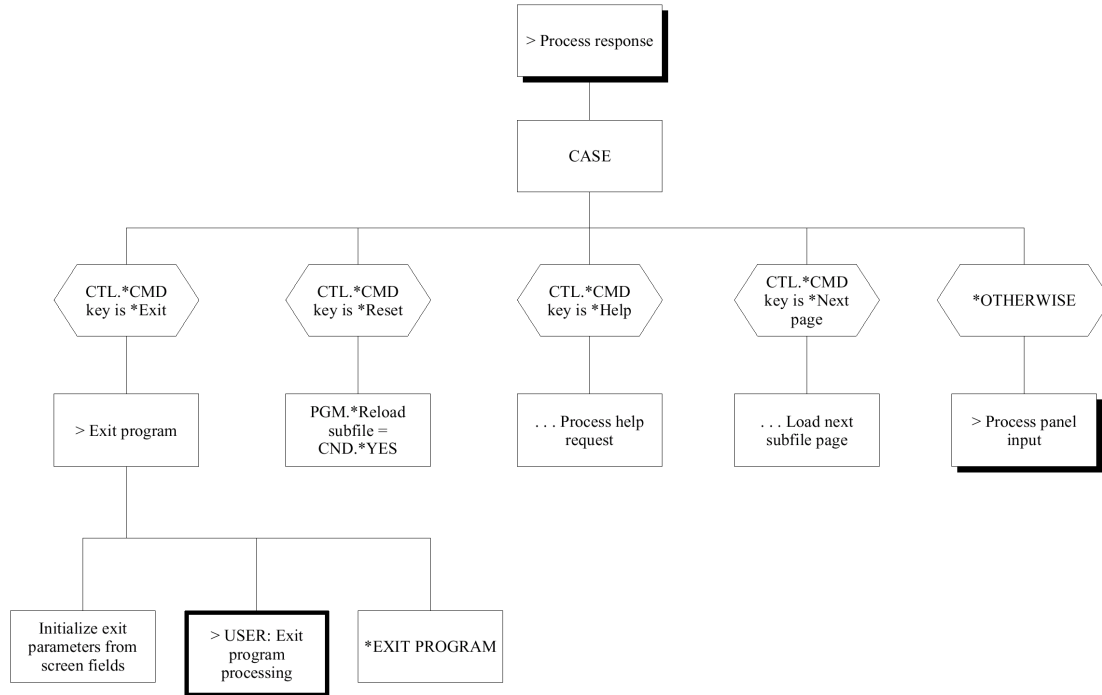 > Process response
CASE
CTL.*CMD
key is *Exit
CTL.*CMD
key is *Reset
CTL.*CMD
key is *Help
CTL.*CMD
key is *Next
page
*OTHERWISE
> Exit program
PGM.*Reload
subfile =
CND.*YES
. . . Process help
request
. . . Load next
subfile page
> Process panel
input
Initialize exit
parameters from
screen fields
> USER: Exit
program
processing
*EXIT PROGRAM